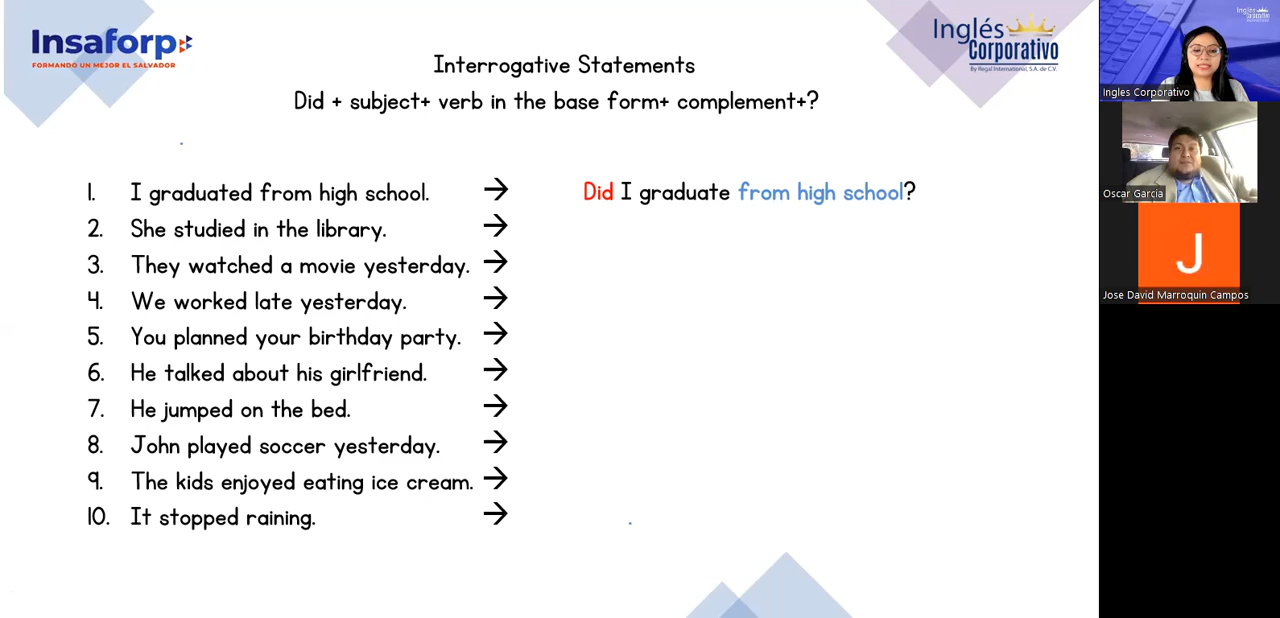 Insaforp
FORMANDO UN MEJOR EL SALVADOR
Inglés
Corporativo
By Regal International, S.A. de C.V.
Interrogative Statements
Did + subject+ verb in the base form+ complement+?
1. I graduated from high school. → Did I graduate from high school?
2. She studied in the library. →
3. They watched a movie yesterday. →
4. We worked late yesterday. →
5. You planned your birthday party. →
6. He talked about his girlfriend. →
7. He jumped on the bed. →
8. John played soccer yesterday. →
9. The kids enjoyed eating ice cream. →
10. It stopped raining. →
Inglés
Corporativo
Ingles Corporativo
Oscar Garcia
J
Jose David Marroquin Campos